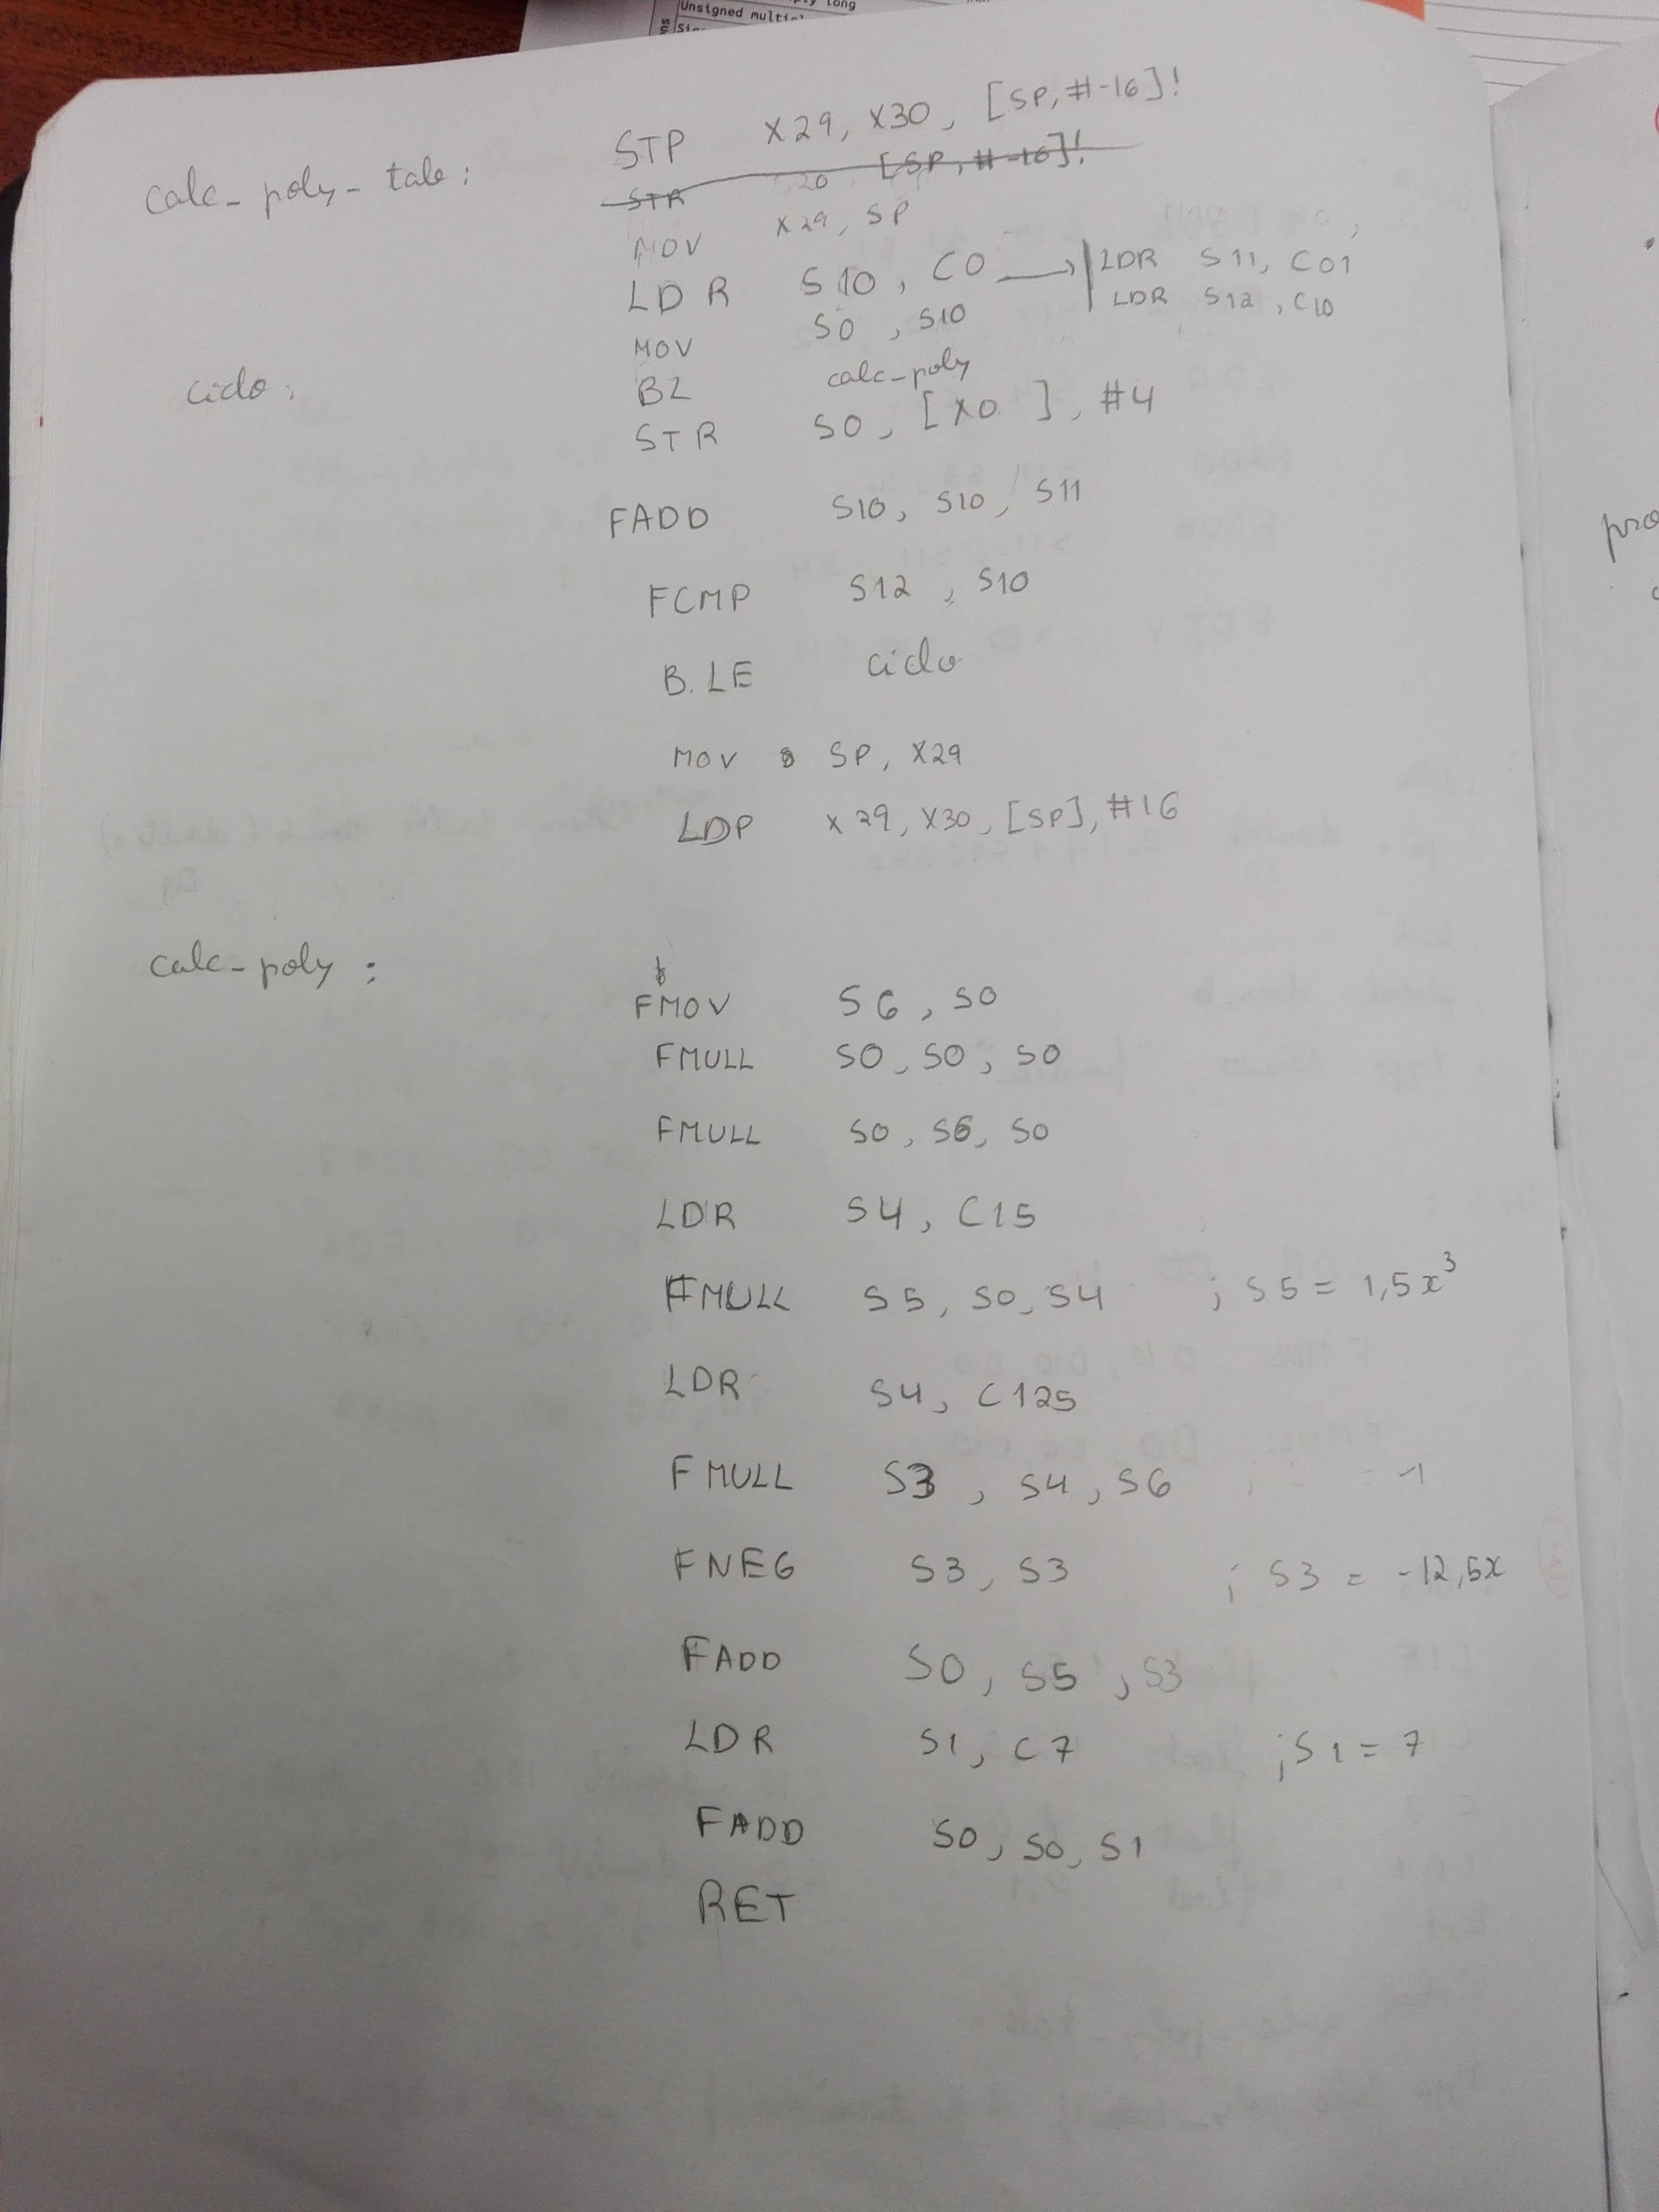 Unsigned multi
long
calc_poly_tab: STP X29, X30, [SP, #-16]!
STR 20 [SP, #-16]!
MOV X29, SP
LDR S10, C0 → LDR S11, C01
LDR S12, C10
MOV S0, S10
ciclo: BL calc_poly
STR S0, [X0], #4
FADD S10, S10, S11
FCMP S12, S10
B.LE ciclo
MOV SP, X29
LDP X29, X30, [SP], #16
calc_poly: FMOV S6, S0
FMULL S0, S0, S0
FMULL S0, S6, S0
LDR S4, C15
FMULL S5, S0, S4 ; S5 = 1,5x³
LDR S4, C125
FMULL S3, S4, S6
FNEG S3, S3 ; S3 = -12,5x
FADD S0, S5, S3
LDR S1, C7 ; S1 = 7
FADD S0, S0, S1
RET